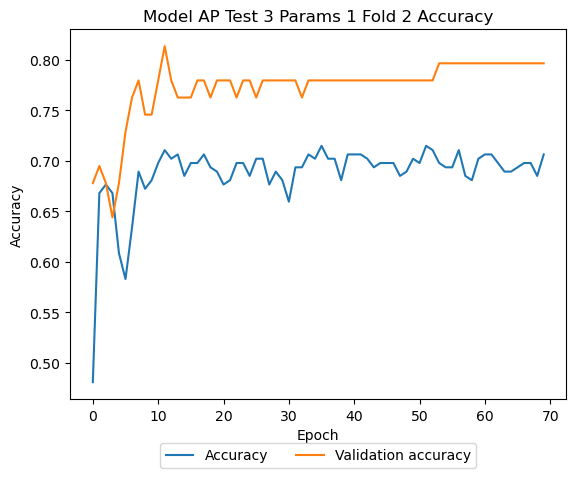 Model AP Test 3 Params 1 Fold 2 Accuracy
0.80
0.75
0.70
0.65
0.60
0.55
0.50
Accuracy
0 10 20 30 40 50 60 70
Epoch
Accuracy Validation accuracy